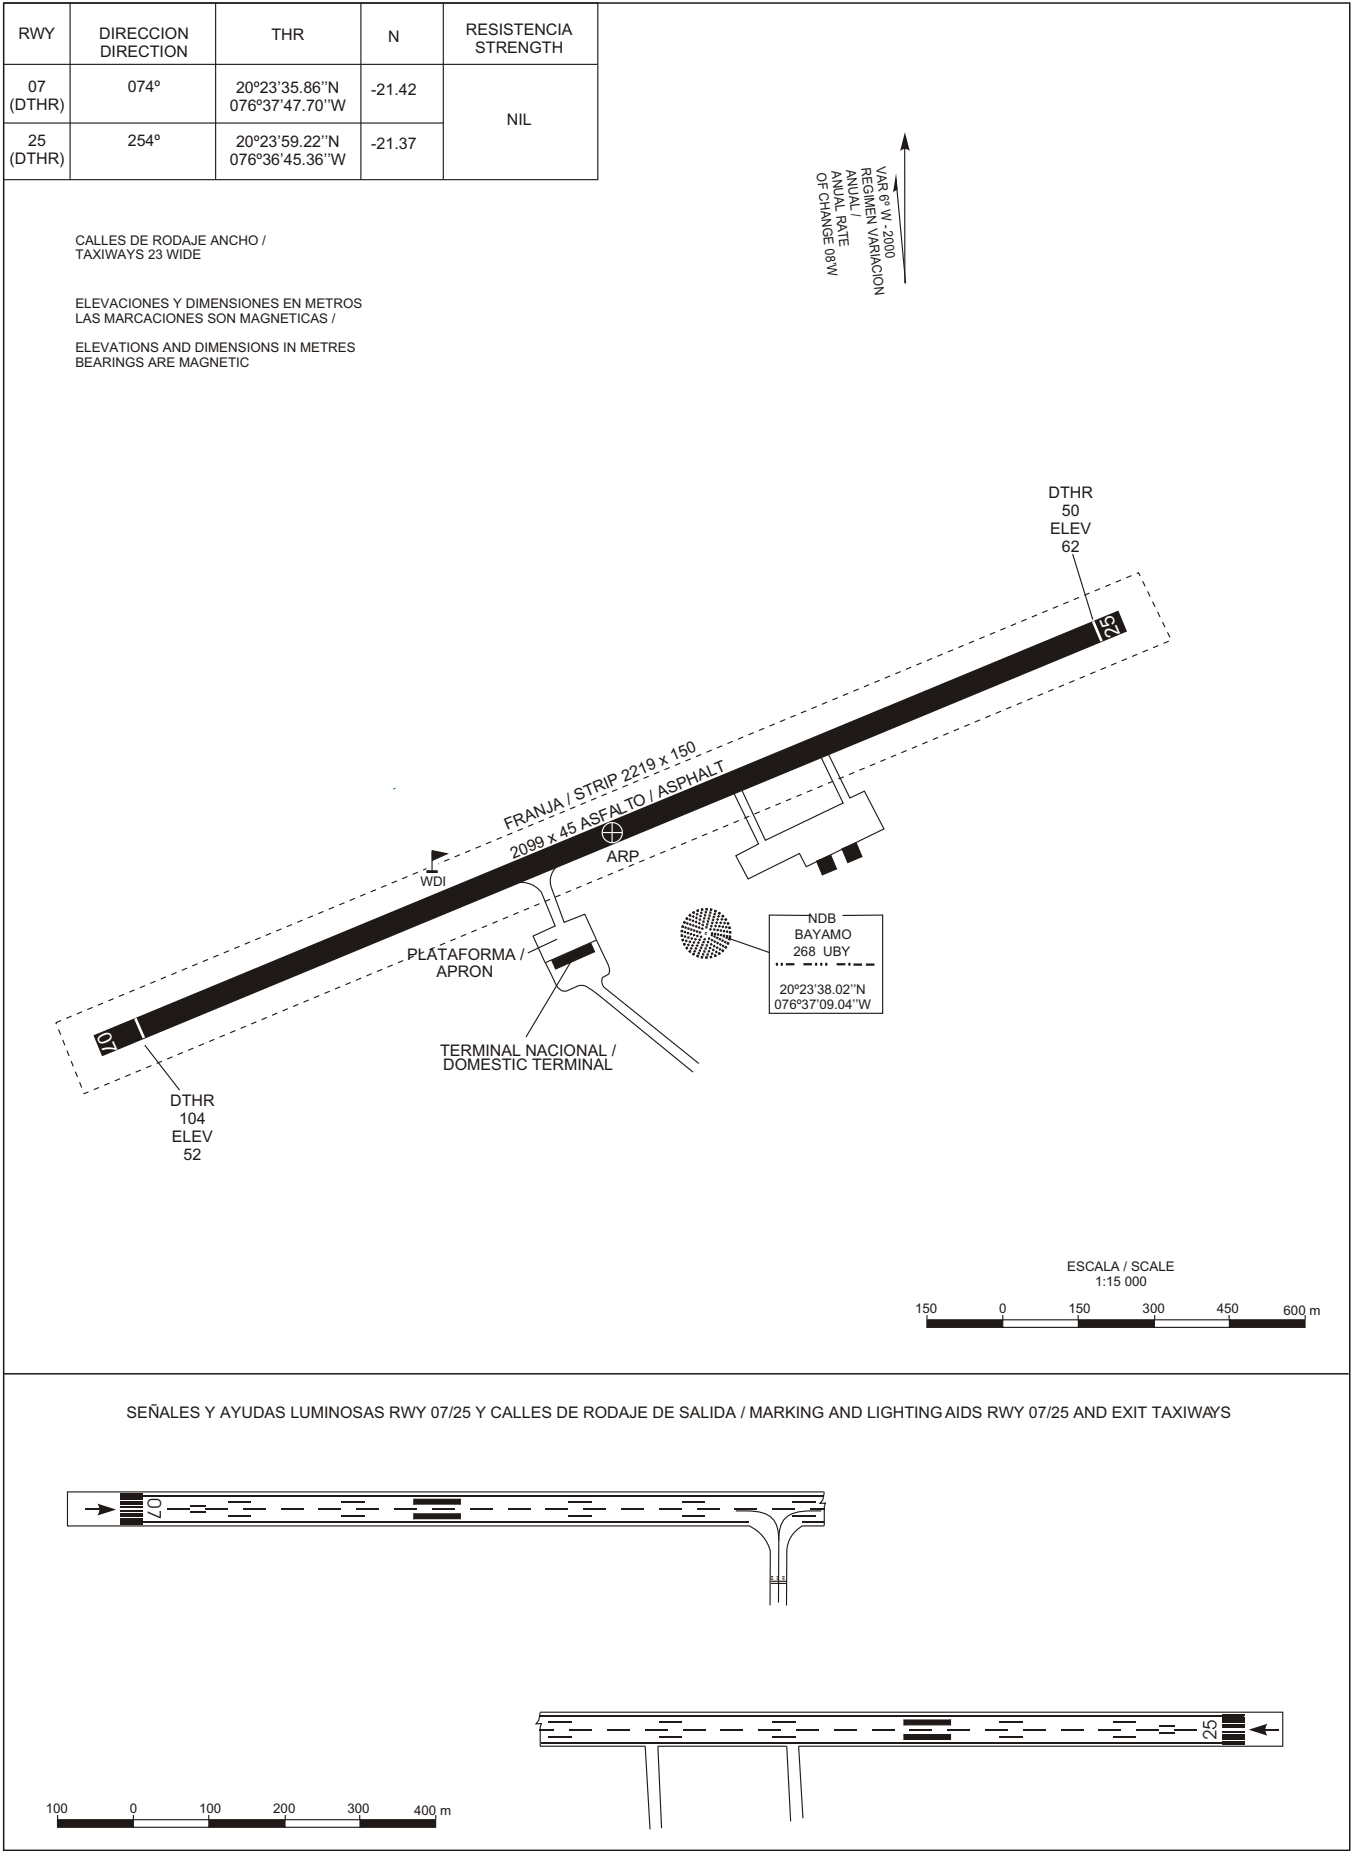 RWY
DIRECCION
DIRECTION
THR
N
RESISTENCIA
STRENGTH
07
(DTHR)
074º
20º23’35.86’’N
076º37’47.70’’W
-21.42
NIL
25
(DTHR)
254º
20º23’59.22’’N
076º36’45.36’’W
-21.37
VAR 6º W - 2000
REGIMEN VARIACION
ANUAL /
ANUAL RATE
OF CHANGE 08'W
CALLES DE RODAJE ANCHO /
TAXIWAYS 23 WIDE
ELEVACIONES Y DIMENSIONES EN METROS
LAS MARCACIONES SON MAGNETICAS /
ELEVATIONS AND DIMENSIONS IN METRES
BEARINGS ARE MAGNETIC
DTHR
50
ELEV
62
25
FRANJA / STRIP 2219 x 150
2099 x 45 ASFALTO / ASPHALT
ARP
WDI
PLATAFORMA /
APRON
NDB
BAYAMO
268 UBY
20º23’38.02’’N
076º37’09.04’’W
07
TERMINAL NACIONAL /
DOMESTIC TERMINAL
DTHR
104
ELEV
52
ESCALA / SCALE
1:15 000
150 0 150 300 450 600 m
SEÑALES Y AYUDAS LUMINOSAS RWY 07/25 Y CALLES DE RODAJE DE SALIDA / MARKING AND LIGHTING AIDS RWY 07/25 AND EXIT TAXIWAYS
07
25
100 0 100 200 300 400 m